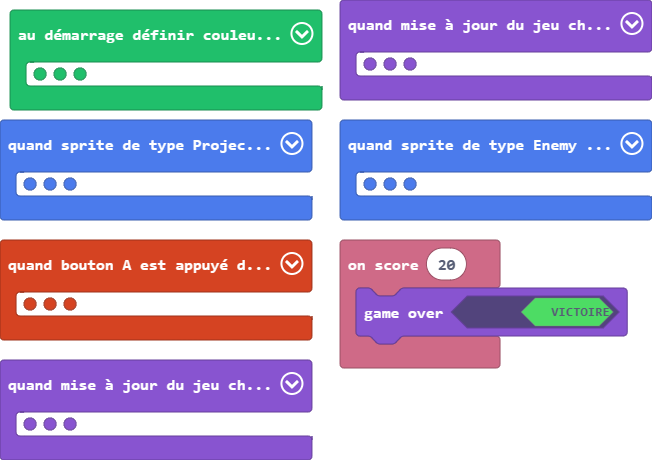 au démarrage définir couleu...
quand mise à jour du jeu ch...
quand sprite de type Projec...
quand sprite de type Enemy ...
quand bouton A est appuyé d...
on score 20
game over VICTOIRE
quand mise à jour du jeu ch...